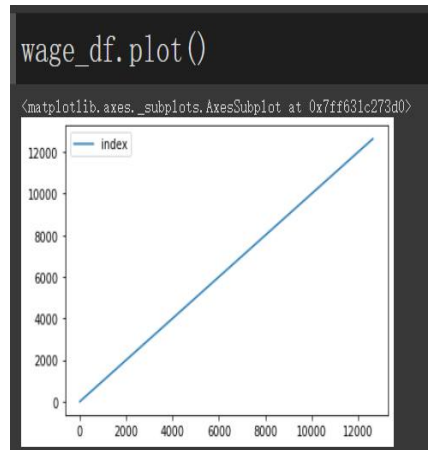 wage_df.plot()
<matplotlib.axes._subplots.AxesSubplot at 0x7ff631c273d0>
index
12000
10000
8000
6000
4000
2000
0
0 2000 4000 6000 8000 10000 12000